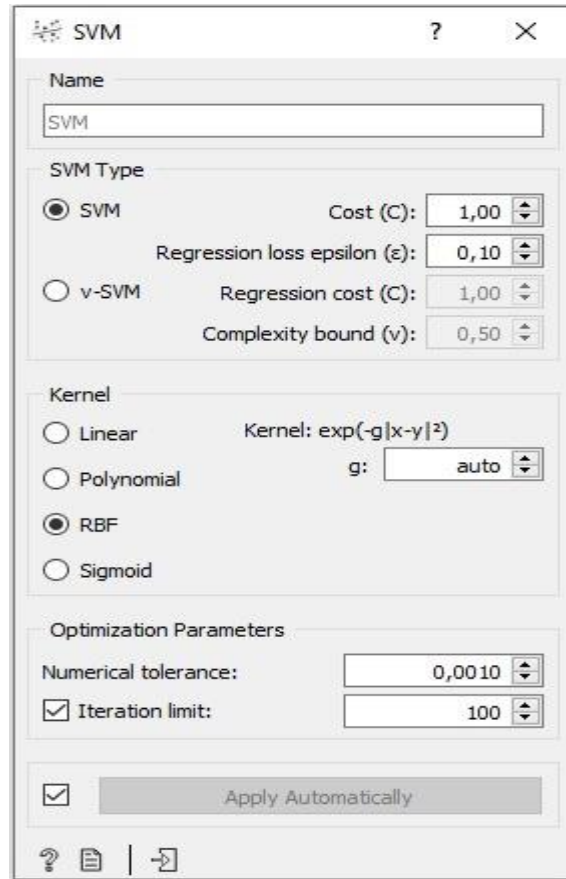 SVM ?
Name
SVM
SVM Type
SVM Cost (C): 1,00
Regression loss epsilon (ε): 0,10
ν-SVM Regression cost (C): 1,00
Complexity bound (ν): 0,50
Kernel
Linear Kernel: exp(-g|x-y|²)
g: auto
Polynomial
RBF
Sigmoid
Optimization Parameters
Numerical tolerance: 0,0010
Iteration limit: 100
Apply Automatically
?